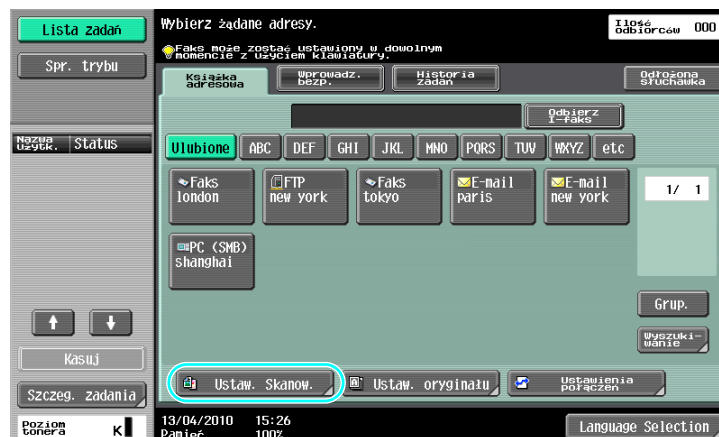 Lista zadań
Spr. trybu
Nazwa użytk.
Status
Kasuj
Szczeg. zadania
Poziom tonera
K
Wybierz żądane adresy.
Faks może zostać ustawiony w dowolnym
momencie z użyciem klawiatury.
Ilość odbiorców
000
Książka adresowa
Wprowadz. bezp.
Historia zadań
Odłożona słuchawka
Odbierz I-faks
Ulubione
ABC
DEF
GHI
JKL
MNO
PQRS
TUV
WXYZ
etc
Faks
london
FTP
new york
Faks
tokyo
E-mail
paris
E-mail
new york
1/ 1
PC (SMB)
shanghai
Grup.
Wyszuki-
wanie
Ustaw. Skanow.
Ustaw. oryginału
Ustawienia połączeń
13/04/2010 15:26
Pamięć 100%
Language Selection